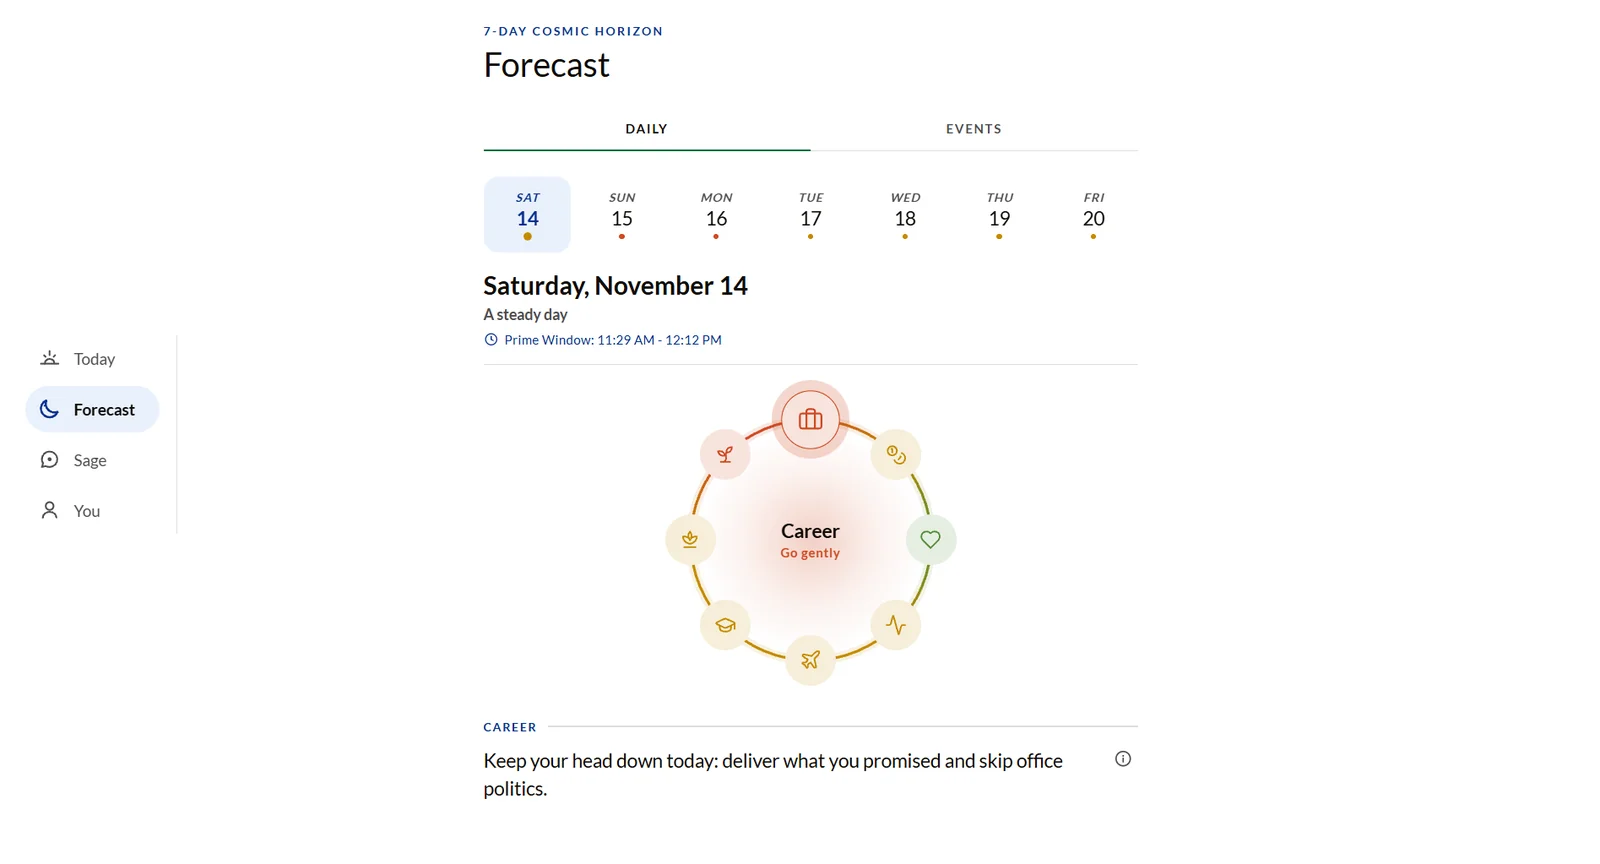 7-DAY COSMIC HORIZON
Forecast
DAILY
EVENTS
SAT
14
SUN
15
MON
16
TUE
17
WED
18
THU
19
FRI
20
Saturday, November 14
A steady day
Prime Window: 11:29 AM - 12:12 PM
Today
Forecast
Sage
You
Career
Go gently
CAREER
Keep your head down today: deliver what you promised and skip office
politics.